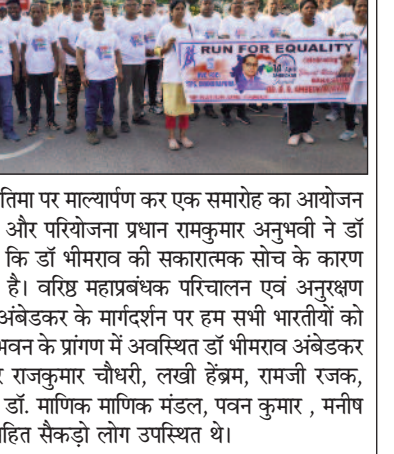 RUN FOR EQUALITY
तिमा पर माल्यार्पण कर एक समारोह का आयोजन
और परियोजना प्रधान रामकुमार अनुभवी ने डॉ
कि डॉ भीमराव की सकारात्मक सोच के कारण
है। वरिष्ठ महाप्रबंधक परिचालन एवं अनुरक्षण
अंबेडकर के मार्गदर्शन पर हम सभी भारतीयों को
भवन के प्रांगण में अवस्थित डॉ भीमराव अंबेडकर
राजकुमार चौधरी, लखी हेंब्रम, रामजी रजक,
डॉ. माणिक माणिक मंडल, पवन कुमार , मनीष
हित सैकड़ो लोग उपस्थित थे।